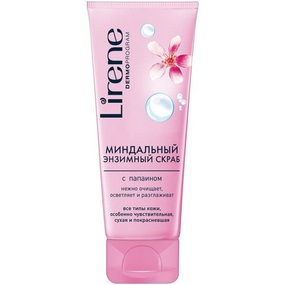 Lirene
DERMOPROGRAM
МИНДАЛЬНЫЙ
ЭНЗИМНЫЙ СКРАБ
с папаином
нежно очищает,
осветляет и разглаживает
все типы кожи,
особенно чувствительная,
сухая и покрасневшая